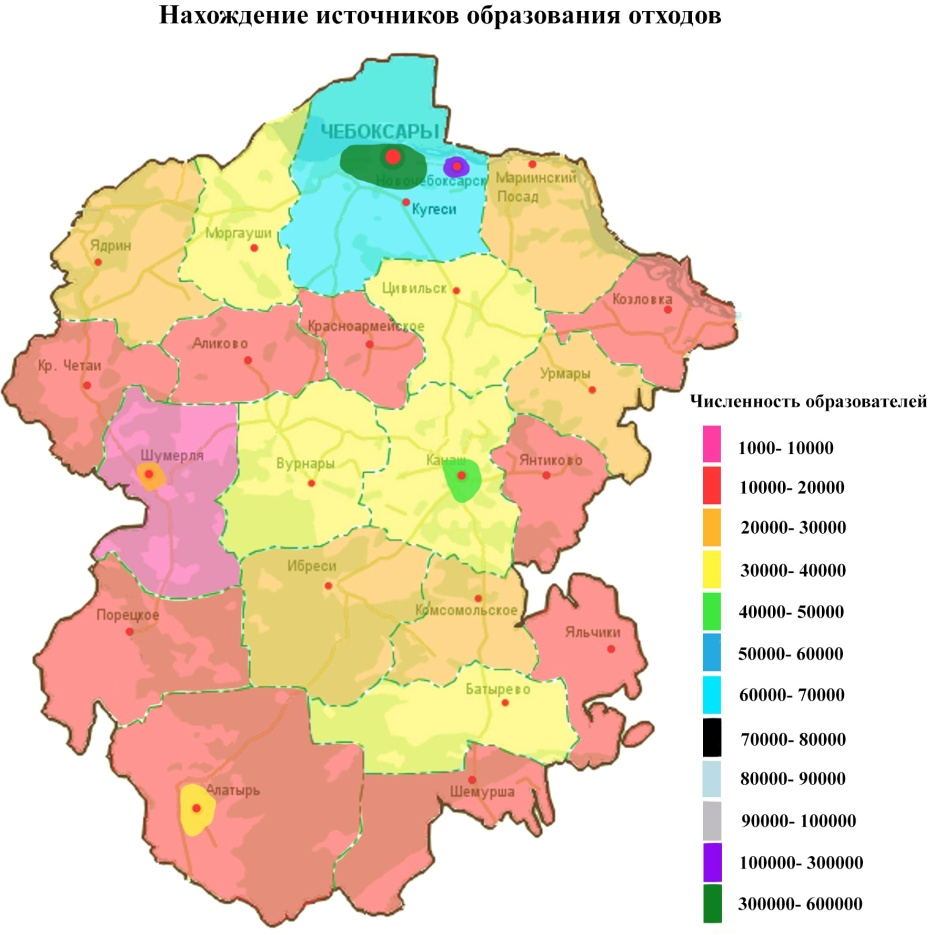 Нахождение источников образования отходов
ЧЕБОКСАРЫ
Новочебоксарск
Мариинский
Посад
Кугеси
Моргауши
Ядрин
Цивильск
Козловка
Красноармейское
Аликово
Кр. Четаи
Урмары
Шумерля
Вурнары
Канаш
Янтиково
Ибреси
Комсомольское
Порецкое
Яльчики
Батырево
Алатырь
Шемурша
Численность образователей
1000- 10000
10000- 20000
20000- 30000
30000- 40000
40000- 50000
50000- 60000
60000- 70000
70000- 80000
80000- 90000
90000- 100000
100000- 300000
300000- 600000